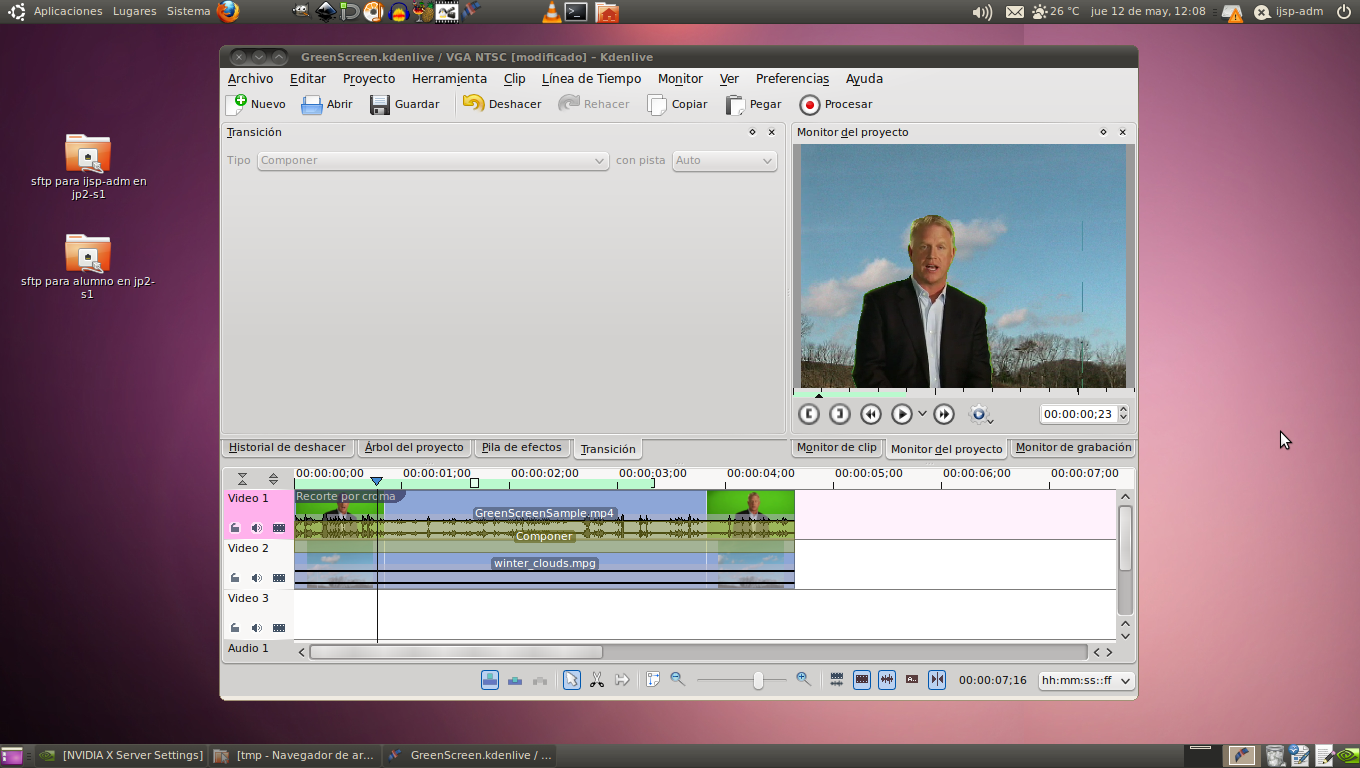 Aplicaciones Lugares Sistema 26 °C jue 12 de may, 12:08 ijsp-adm
sftp para ijsp-adm en
jp2-s1
sftp para alumno en jp2-
s1
GreenScreen.kdenlive / VGA NTSC [modificado] – Kdenlive
Archivo Editar Proyecto Herramienta Clip Línea de Tiempo Monitor Ver Preferencias Ayuda
Nuevo Abrir Guardar Deshacer Rehacer Copiar Pegar Procesar
Transición
Tipo Componer con pista Auto
Monitor del proyecto
00:00:00;23
Historial de deshacer Árbol del proyecto Pila de efectos Transición
Monitor de clip Monitor del proyecto Monitor de grabación
00:00:00;00 00:00:01;00 00:00:02;00 00:00:03;00 00:00:04;00 00:00:05;00 00:00:06;00 00:00:07;00
Video 1
Recorte por croma
GreenScreenSample.mp4
Componer
Video 2
winter_clouds.mpg
Video 3
Audio 1
00:00:07;16 hh:mm:ss::ff
[NVIDIA X Server Settings] [tmp - Navegador de ar... GreenScreen.kdenlive / ...